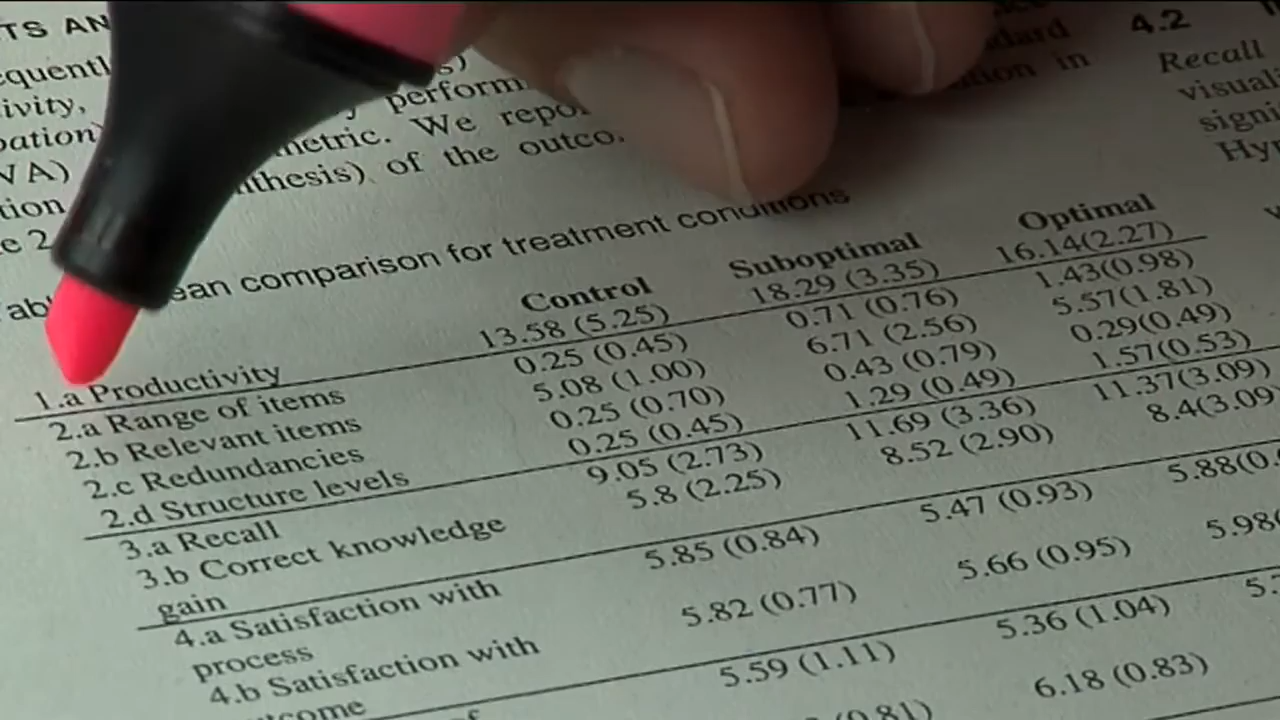 TS AN
equentl
ivity, perform
metric. We repo
VA) nthesis) of the outco
tion
e 2
4.2
Recall
visual
signi
Hyp
dard
tion in
ean comparison for treatment conditions
Control Suboptimal Optimal
1.a Productivity 13.58 (5.25) 18.29 (3.35) 16.14(2.27)
2.a Range of items 0.25 (0.45) 0.71 (0.76) 1.43(0.98)
2.b Relevant items 5.08 (1.00) 6.71 (2.56) 5.57(1.81)
2.c Redundancies 0.25 (0.70) 0.43 (0.79) 0.29(0.49)
2.d Structure levels 0.25 (0.45) 1.29 (0.49) 1.57(0.53)
3.a Recall 9.05 (2.73) 11.69 (3.36) 11.37(3.09)
3.b Correct knowledge 5.8 (2.25) 8.52 (2.90) 8.4(3.09
gain
4.a Satisfaction with 5.85 (0.84) 5.47 (0.93) 5.88(0.
process
4.b Satisfaction with 5.82 (0.77) 5.66 (0.95) 5.98(
tcome
5.59 (1.11) 5.36 (1.04) 5.
0.81) 6.18 (0.83)